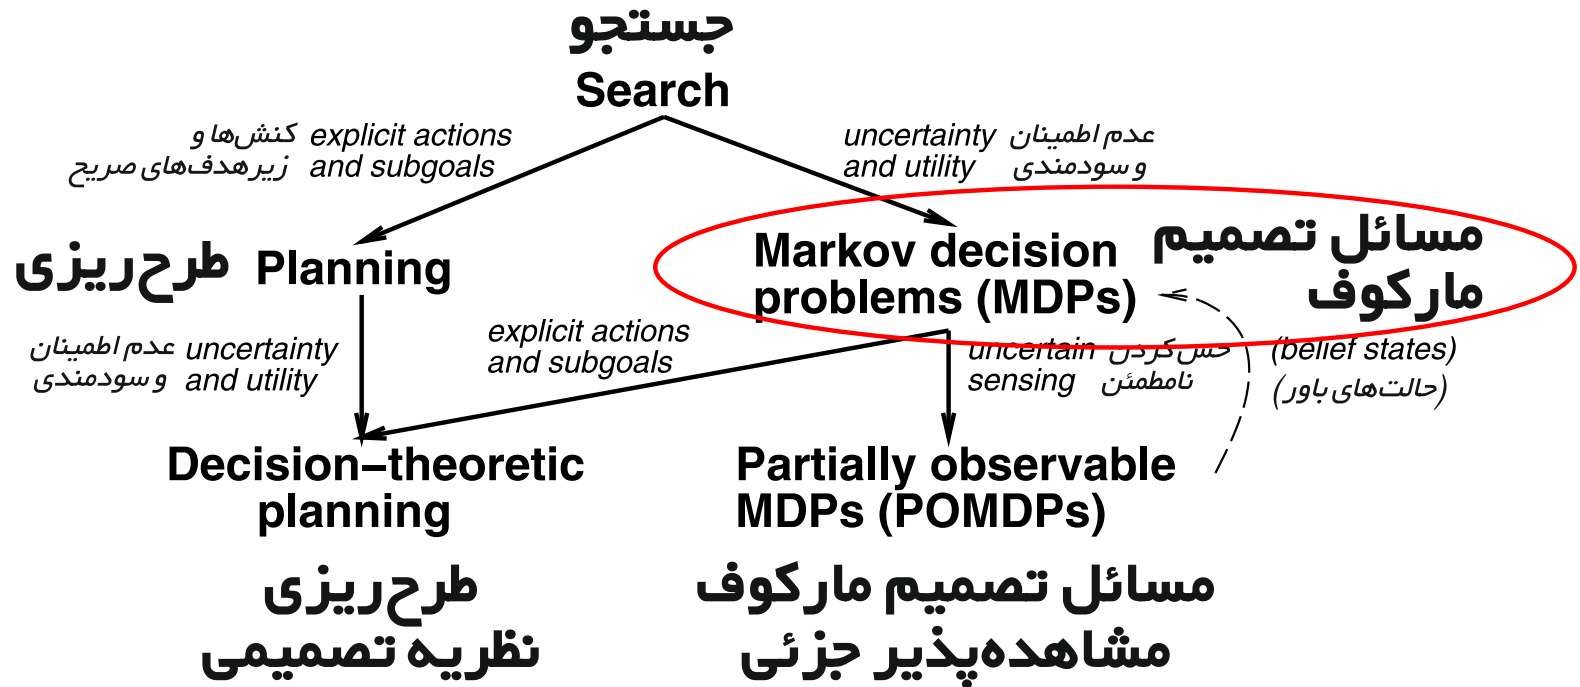 جستجو
Search
کنش‌ها و
زیرهدف‌های صریح
explicit actions
and subgoals
uncertainty
and utility
عدم اطمینان
و سودمندی
طرح‌ریزی
Planning
Markov decision
problems (MDPs)
مسائل تصمیم
مارکوف
عدم اطمینان
و سودمندی
uncertainty
and utility
explicit actions
and subgoals
uncertain
sensing
حس‌کردن
نامطمئن
(belief states)
(حالت‌های باور)
Decision–theoretic
planning
طرح‌ریزی
نظریه تصمیمی
Partially observable
MDPs (POMDPs)
مسائل تصمیم مارکوف
مشاهده‌پذیر جزئی